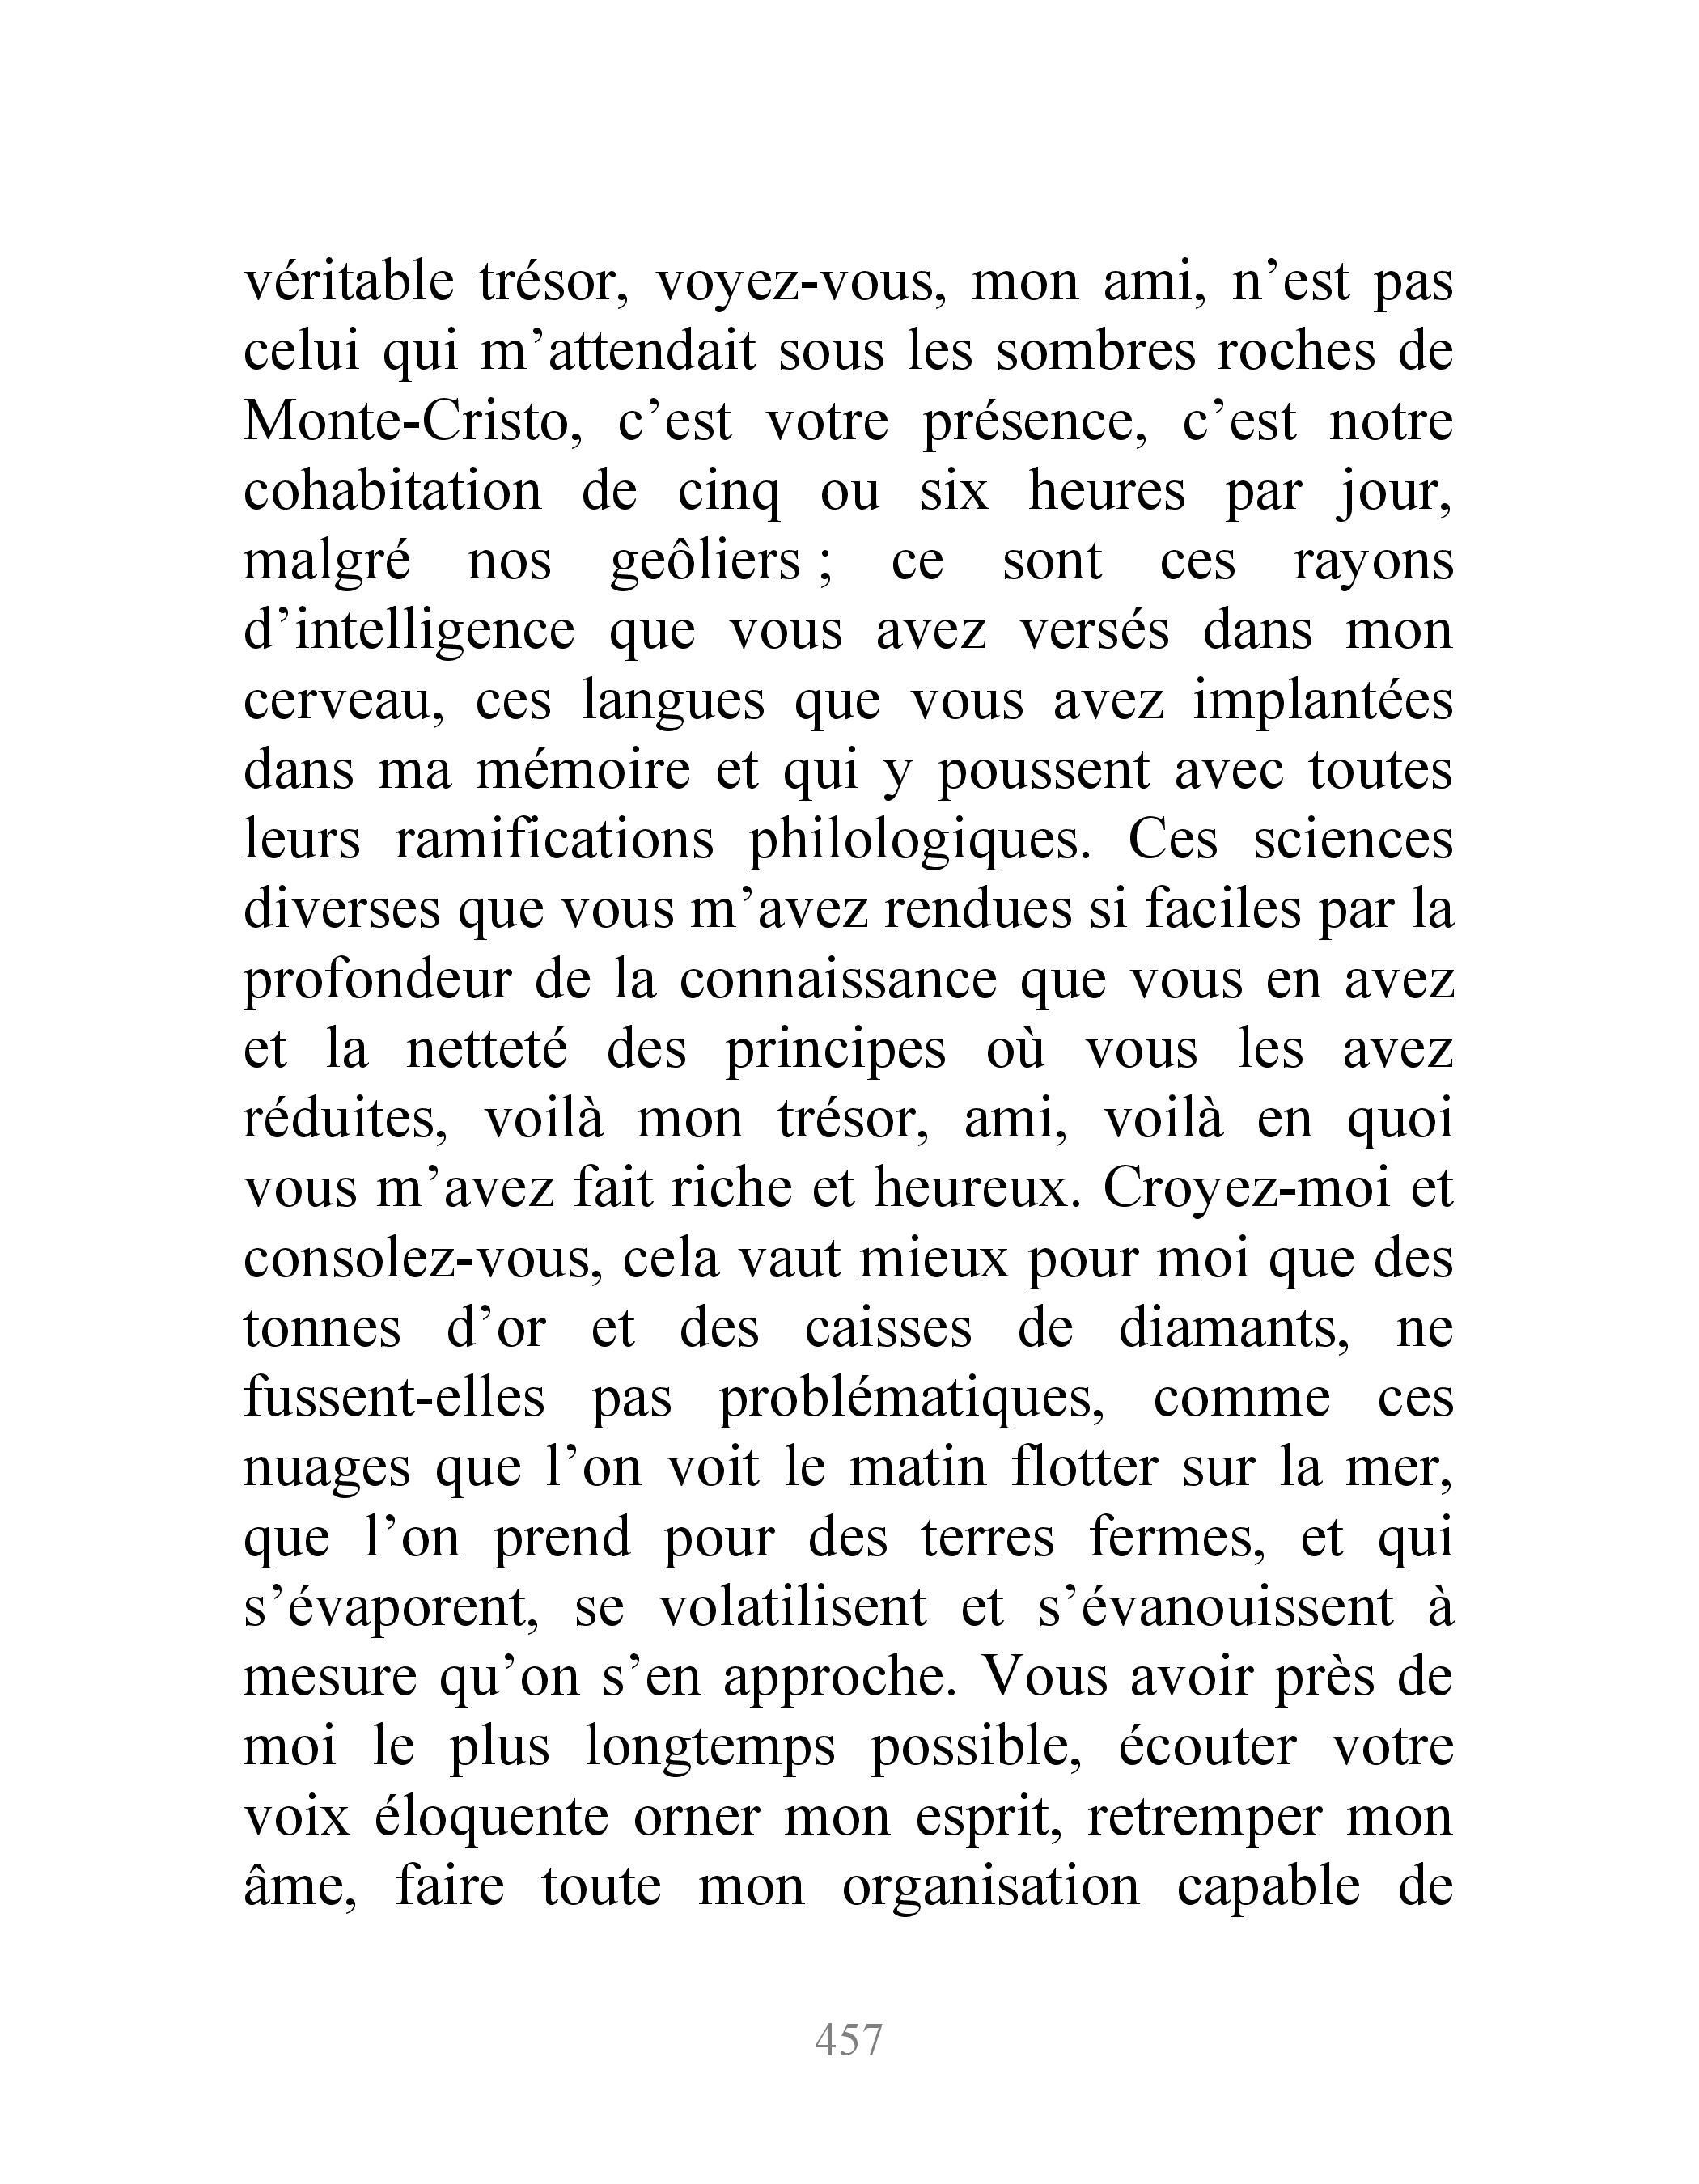 véritable trésor, voyez-vous, mon ami, n’est pas
celui qui m’attendait sous les sombres roches de
Monte-Cristo, c’est votre présence, c’est notre
cohabitation de cinq ou six heures par jour,
malgré nos geôliers ; ce sont ces rayons
d’intelligence que vous avez versés dans mon
cerveau, ces langues que vous avez implantées
dans ma mémoire et qui y poussent avec toutes
leurs ramifications philologiques. Ces sciences
diverses que vous m’avez rendues si faciles par la
profondeur de la connaissance que vous en avez
et la netteté des principes où vous les avez
réduites, voilà mon trésor, ami, voilà en quoi
vous m’avez fait riche et heureux. Croyez-moi et
consolez-vous, cela vaut mieux pour moi que des
tonnes d’or et des caisses de diamants, ne
fussent-elles pas problématiques, comme ces
nuages que l’on voit le matin flotter sur la mer,
que l’on prend pour des terres fermes, et qui
s’évaporent, se volatilisent et s’évanouissent à
mesure qu’on s’en approche. Vous avoir près de
moi le plus longtemps possible, écouter votre
voix éloquente orner mon esprit, retremper mon
âme, faire toute mon organisation capable de
457